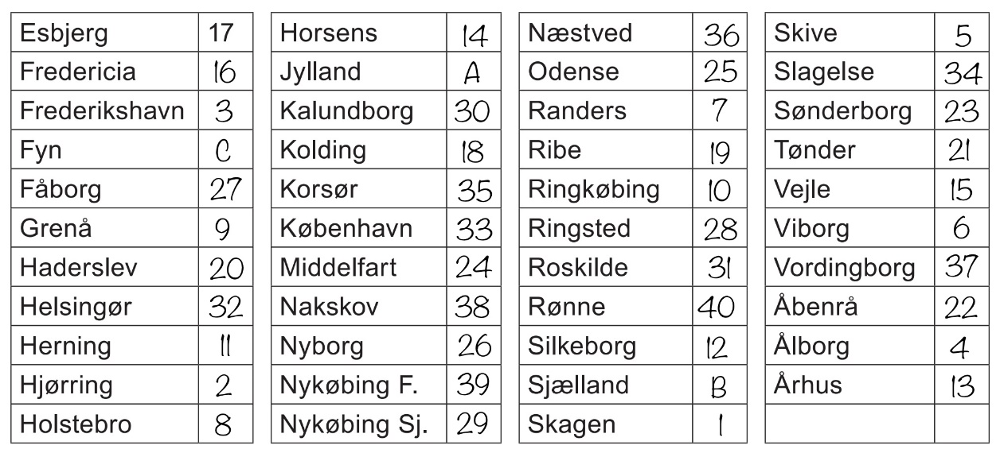 Esbjerg 17 Horsens 14 Næstved 36 Skive 5
Fredericia 16 Jylland A Odense 25 Slagelse 34
Frederikshavn 3 Kalundborg 30 Randers 7 Sønderborg 23
Fyn C Kolding 18 Ribe 19 Tønder 21
Fåborg 27 Korsør 35 Ringkøbing 10 Vejle 15
Grenå 9 København 33 Ringsted 28 Viborg 6
Haderslev 20 Middelfart 24 Roskilde 31 Vordingborg 37
Helsingør 32 Nakskov 38 Rønne 40 Åbenrå 22
Herning 11 Nyborg 26 Silkeborg 12 Ålborg 4
Hjørring 2 Nykøbing F. 39 Sjælland B Århus 13
Holstebro 8 Nykøbing Sj. 29 Skagen 1